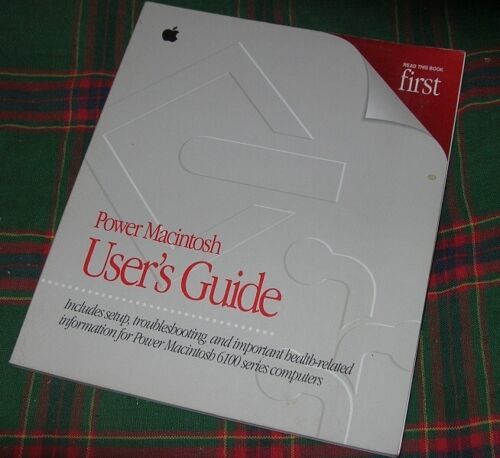 READ THIS BOOK
first
Power Macintosh
User's Guide
Includes setup, troubleshooting, and important health-related
information for Power Macintosh 6100 series computers